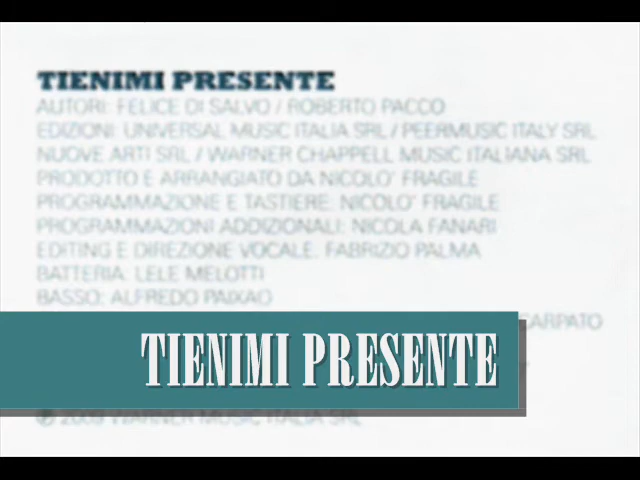 TIENIMI PRESENTE
AUTORI: FELICE DI SALVO / ROBERTO PACCO
EDIZIONI: UNIVERSAL MUSIC ITALIA SRL / PEERMUSIC ITALY SRL
NUOVE ARTI SRL / WARNER CHAPPELL MUSIC ITALIANA SRL
PRODOTTO E ARRANGIATO DA NICOLO' FRAGILE
PROGRAMMAZIONE E TASTIERE: NICOLO' FRAGILE
PROGRAMMAZIONI ADDIZIONALI: NICOLA FANARI
EDITING E DIREZIONE VOCALE: FABRIZIO PALMA
BATTERIA: LELE MELOTTI
BASSO: ALFREDO PAIXAO
CARPATO
TIENIMI PRESENTE
℗ 2009 WARNER MUSIC ITALIA SRL